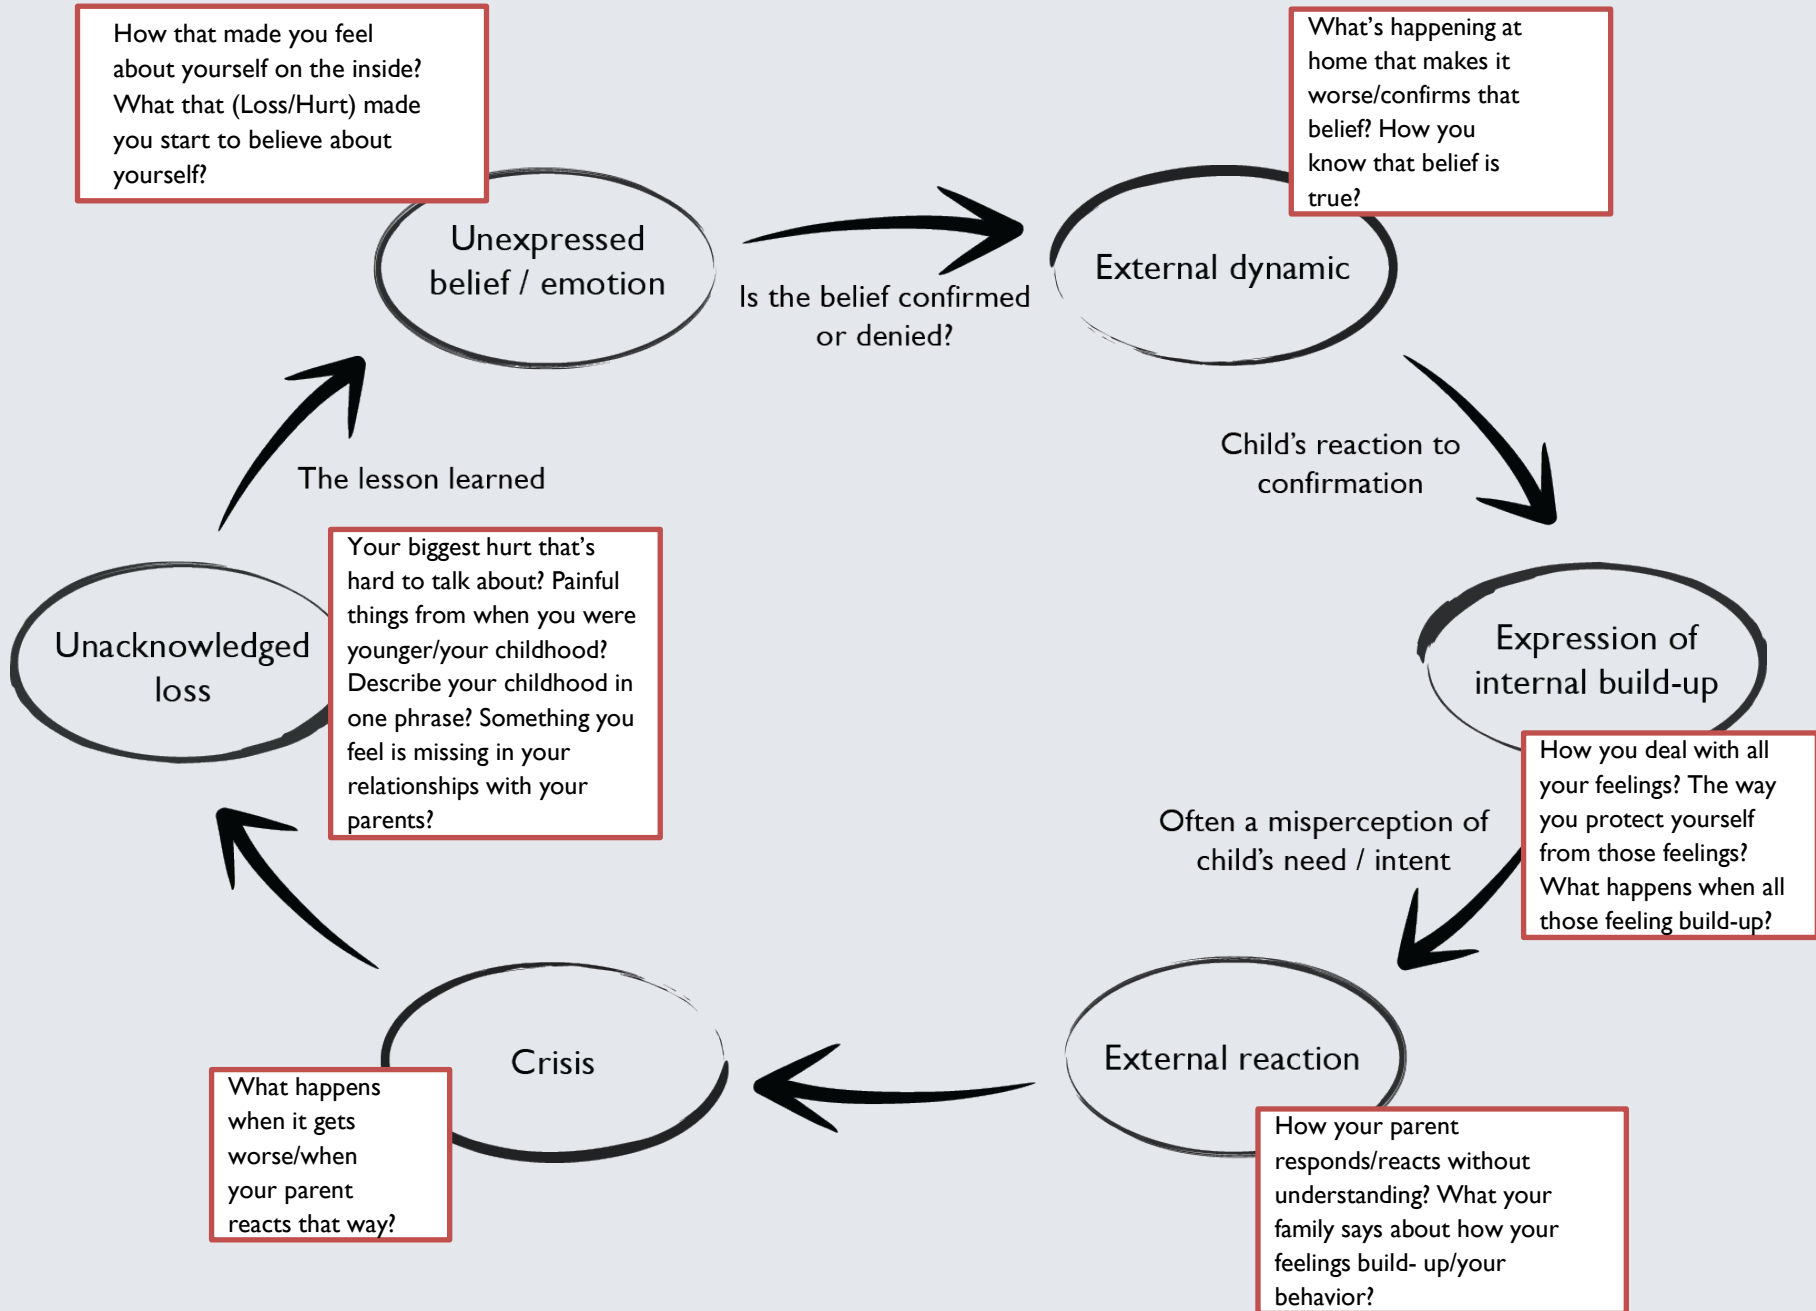 How that made you feel
about yourself on the inside?
What that (Loss/Hurt) made
you start to believe about
yourself?
What's happening at
home that makes it
worse/confirms that
belief? How you
know that belief is
true?
Unexpressed
belief / emotion
Is the belief confirmed
or denied?
External dynamic
Child's reaction to
confirmation
The lesson learned
Unacknowledged
loss
Your biggest hurt that's
hard to talk about? Painful
things from when you were
younger/your childhood?
Describe your childhood in
one phrase? Something you
feel is missing in your
relationships with your
parents?
Expression of
internal build-up
How you deal with all
your feelings? The way
you protect yourself
from those feelings?
What happens when all
those feeling build-up?
Often a misperception of
child's need / intent
External reaction
How your parent
responds/reacts without
understanding? What your
family says about how your
feelings build- up/your
behavior?
Crisis
What happens
when it gets
worse/when
your parent
reacts that way?